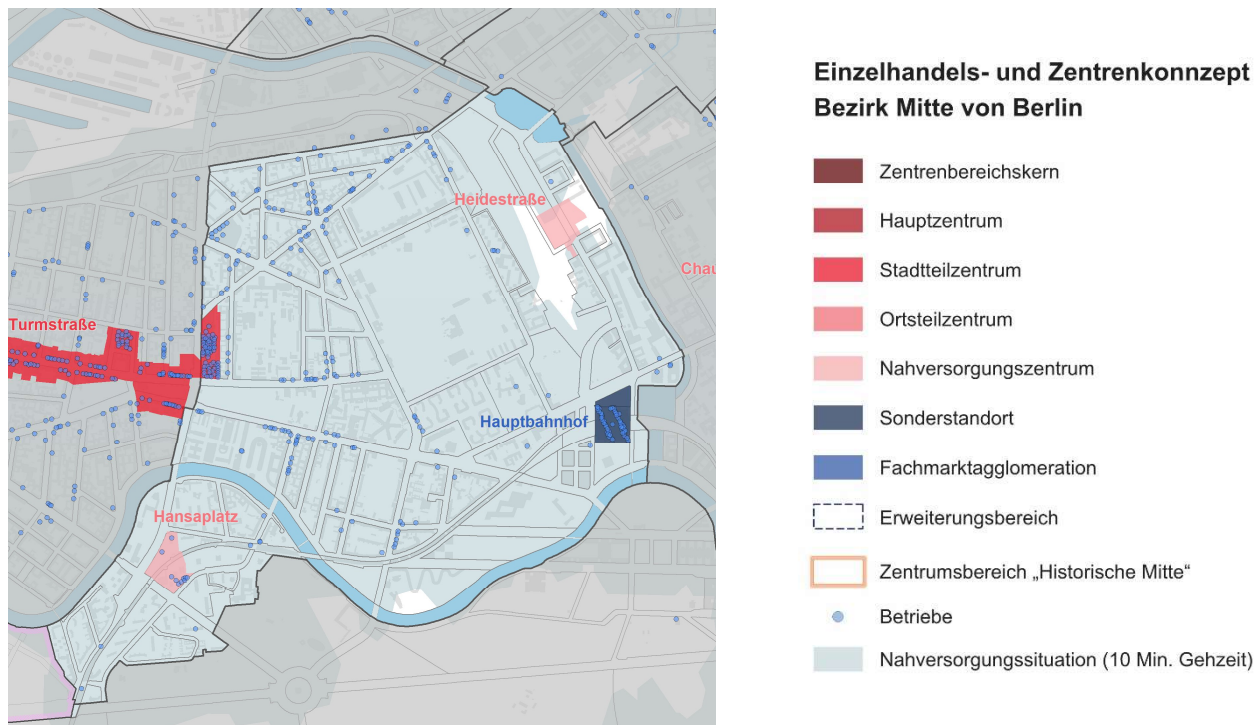 Heidestraße
Chau
Turmstraße
Hauptbahnhof
Hansaplatz
Einzelhandels- und Zentrenkonnzept
Bezirk Mitte von Berlin
Zentrenbereichskern
Hauptzentrum
Stadtteilzentrum
Ortsteilzentrum
Nahversorgungszentrum
Sonderstandort
Fachmarktagglomeration
Erweiterungsbereich
Zentrumsbereich „Historische Mitte“
Betriebe
Nahversorgungssituation (10 Min. Gehzeit)